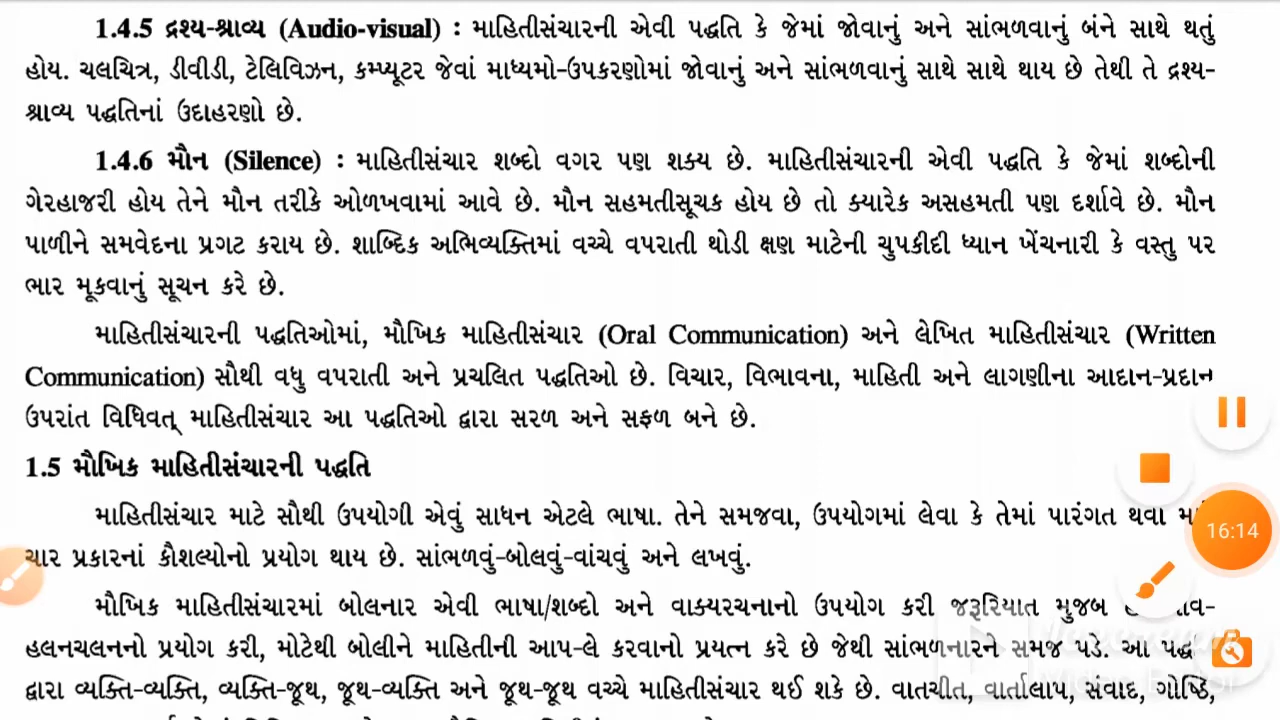 1.4.5 દ્રશ્ય-શ્રાવ્ય (Audio-visual) : માહિતીસંચારની એવી પદ્ધતિ કે જેમાં જોવાનું અને સાંભળવાનું બંને સાથે થતું
હોય. ચલચિત્ર, ડીવીડી, ટેલિવિઝન, કમ્પ્યૂટર જેવાં માધ્યમો-ઉપકરણોમાં જોવાનું અને સાંભળવાનું સાથે સાથે થાય છે તેથી તે દ્રશ્ય-
શ્રાવ્ય પદ્ધતિનાં ઉદાહરણો છે.
1.4.6 મૌન (Silence) : માહિતીસંચાર શબ્દો વગર પણ શક્ય છે. માહિતીસંચારની એવી પદ્ધતિ કે જેમાં શબ્દોની
ગેરહાજરી હોય તેને મૌન તરીકે ઓળખવામાં આવે છે. મૌન સહમતીસૂચક હોય છે તો ક્યારેક અસહમતી પણ દર્શાવે છે. મૌન
પાળીને સમવેદના પ્રગટ કરાય છે. શાબ્દિક અભિવ્યક્તિમાં વચ્ચે વપરાતી થોડી ક્ષણ માટેની ચુપકીદી ધ્યાન ખેંચનારી કે વસ્તુ પર
ભાર મૂકવાનું સૂચન કરે છે.
માહિતીસંચારની પદ્ધતિઓમાં, મૌખિક માહિતીસંચાર (Oral Communication) અને લેખિત માહિતીસંચાર (Written
Communication) સૌથી વધુ વપરાતી અને પ્રચલિત પદ્ધતિઓ છે. વિચાર, વિભાવના, માહિતી અને લાગણીના આદાન-પ્રદાન
ઉપરાંત વિધિવત્ માહિતીસંચાર આ પદ્ધતિઓ દ્વારા સરળ અને સફળ બને છે.
1.5 મૌખિક માહિતીસંચારની પદ્ધતિ
માહિતીસંચાર માટે સૌથી ઉપયોગી એવું સાધન એટલે ભાષા. તેને સમજવા, ઉપયોગમાં લેવા કે તેમાં પારંગત થવા
ચાર પ્રકારનાં કૌશલ્યોનો પ્રયોગ થાય છે. સાંભળવું-બોલવું-વાંચવું અને લખવું.
16:14
મૌખિક માહિતીસંચારમાં બોલનાર એવી ભાષા/શબ્દો અને વાક્યરચનાનો ઉપયોગ કરી જરૂરિયાત મુજબ
હલનચલનનો પ્રયોગ કરી, મોટેથી બોલીને માહિતીની આપ-લે કરવાનો પ્રયત્ન કરે છે જેથી સાંભળનારને સમજ પડે. આ
દ્વારા વ્યક્તિ-વ્યક્તિ, વ્યક્તિ-જૂથ, જૂથ-વ્યક્તિ અને જૂથ-જૂથ વચ્ચે માહિતીસંચાર થઈ શકે છે. વાતચીત, વાર્તાલાપ, સંવાદ, ગોષ્ઠિ,